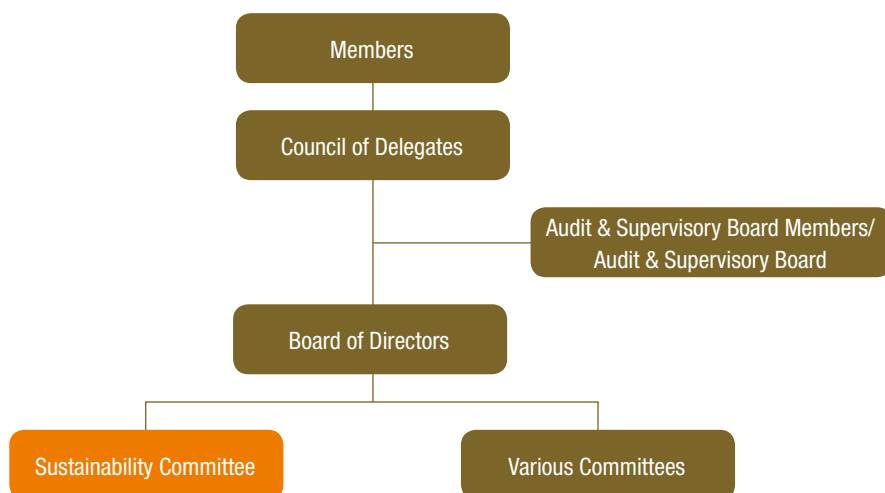 Members
Council of Delegates
Audit & Supervisory Board Members/
Audit & Supervisory Board
Board of Directors
Sustainability Committee
Various Committees